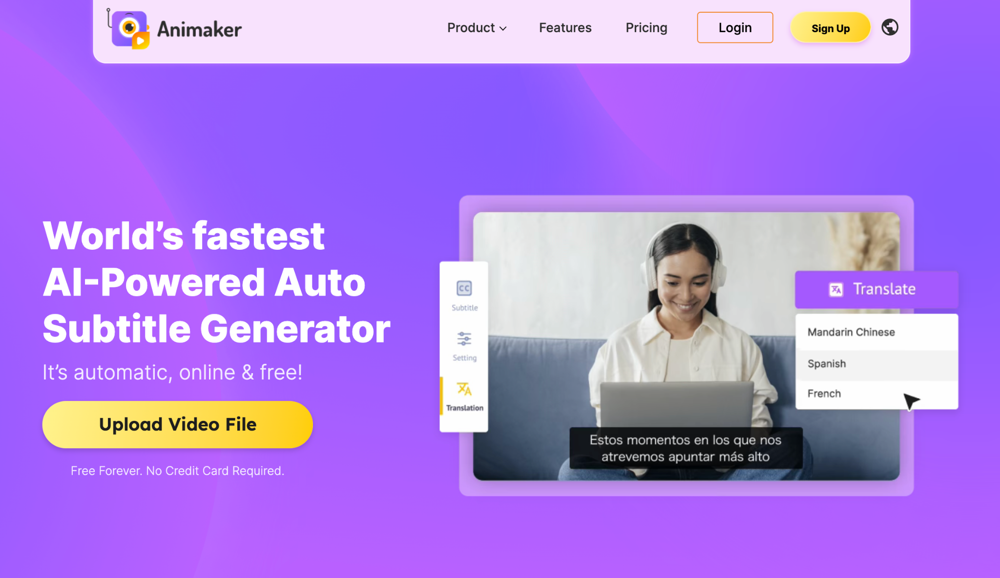 Animaker
Product
Features
Pricing
Login
Sign Up
World’s fastest
AI-Powered Auto
Subtitle Generator
It’s automatic, online & free!
Upload Video File
Free Forever. No Credit Card Required.
CC
Subtitle
Setting
Translation
Translate
Mandarin Chinese
Spanish
French
Estos momentos en los que nos
atrevemos apuntar más alto